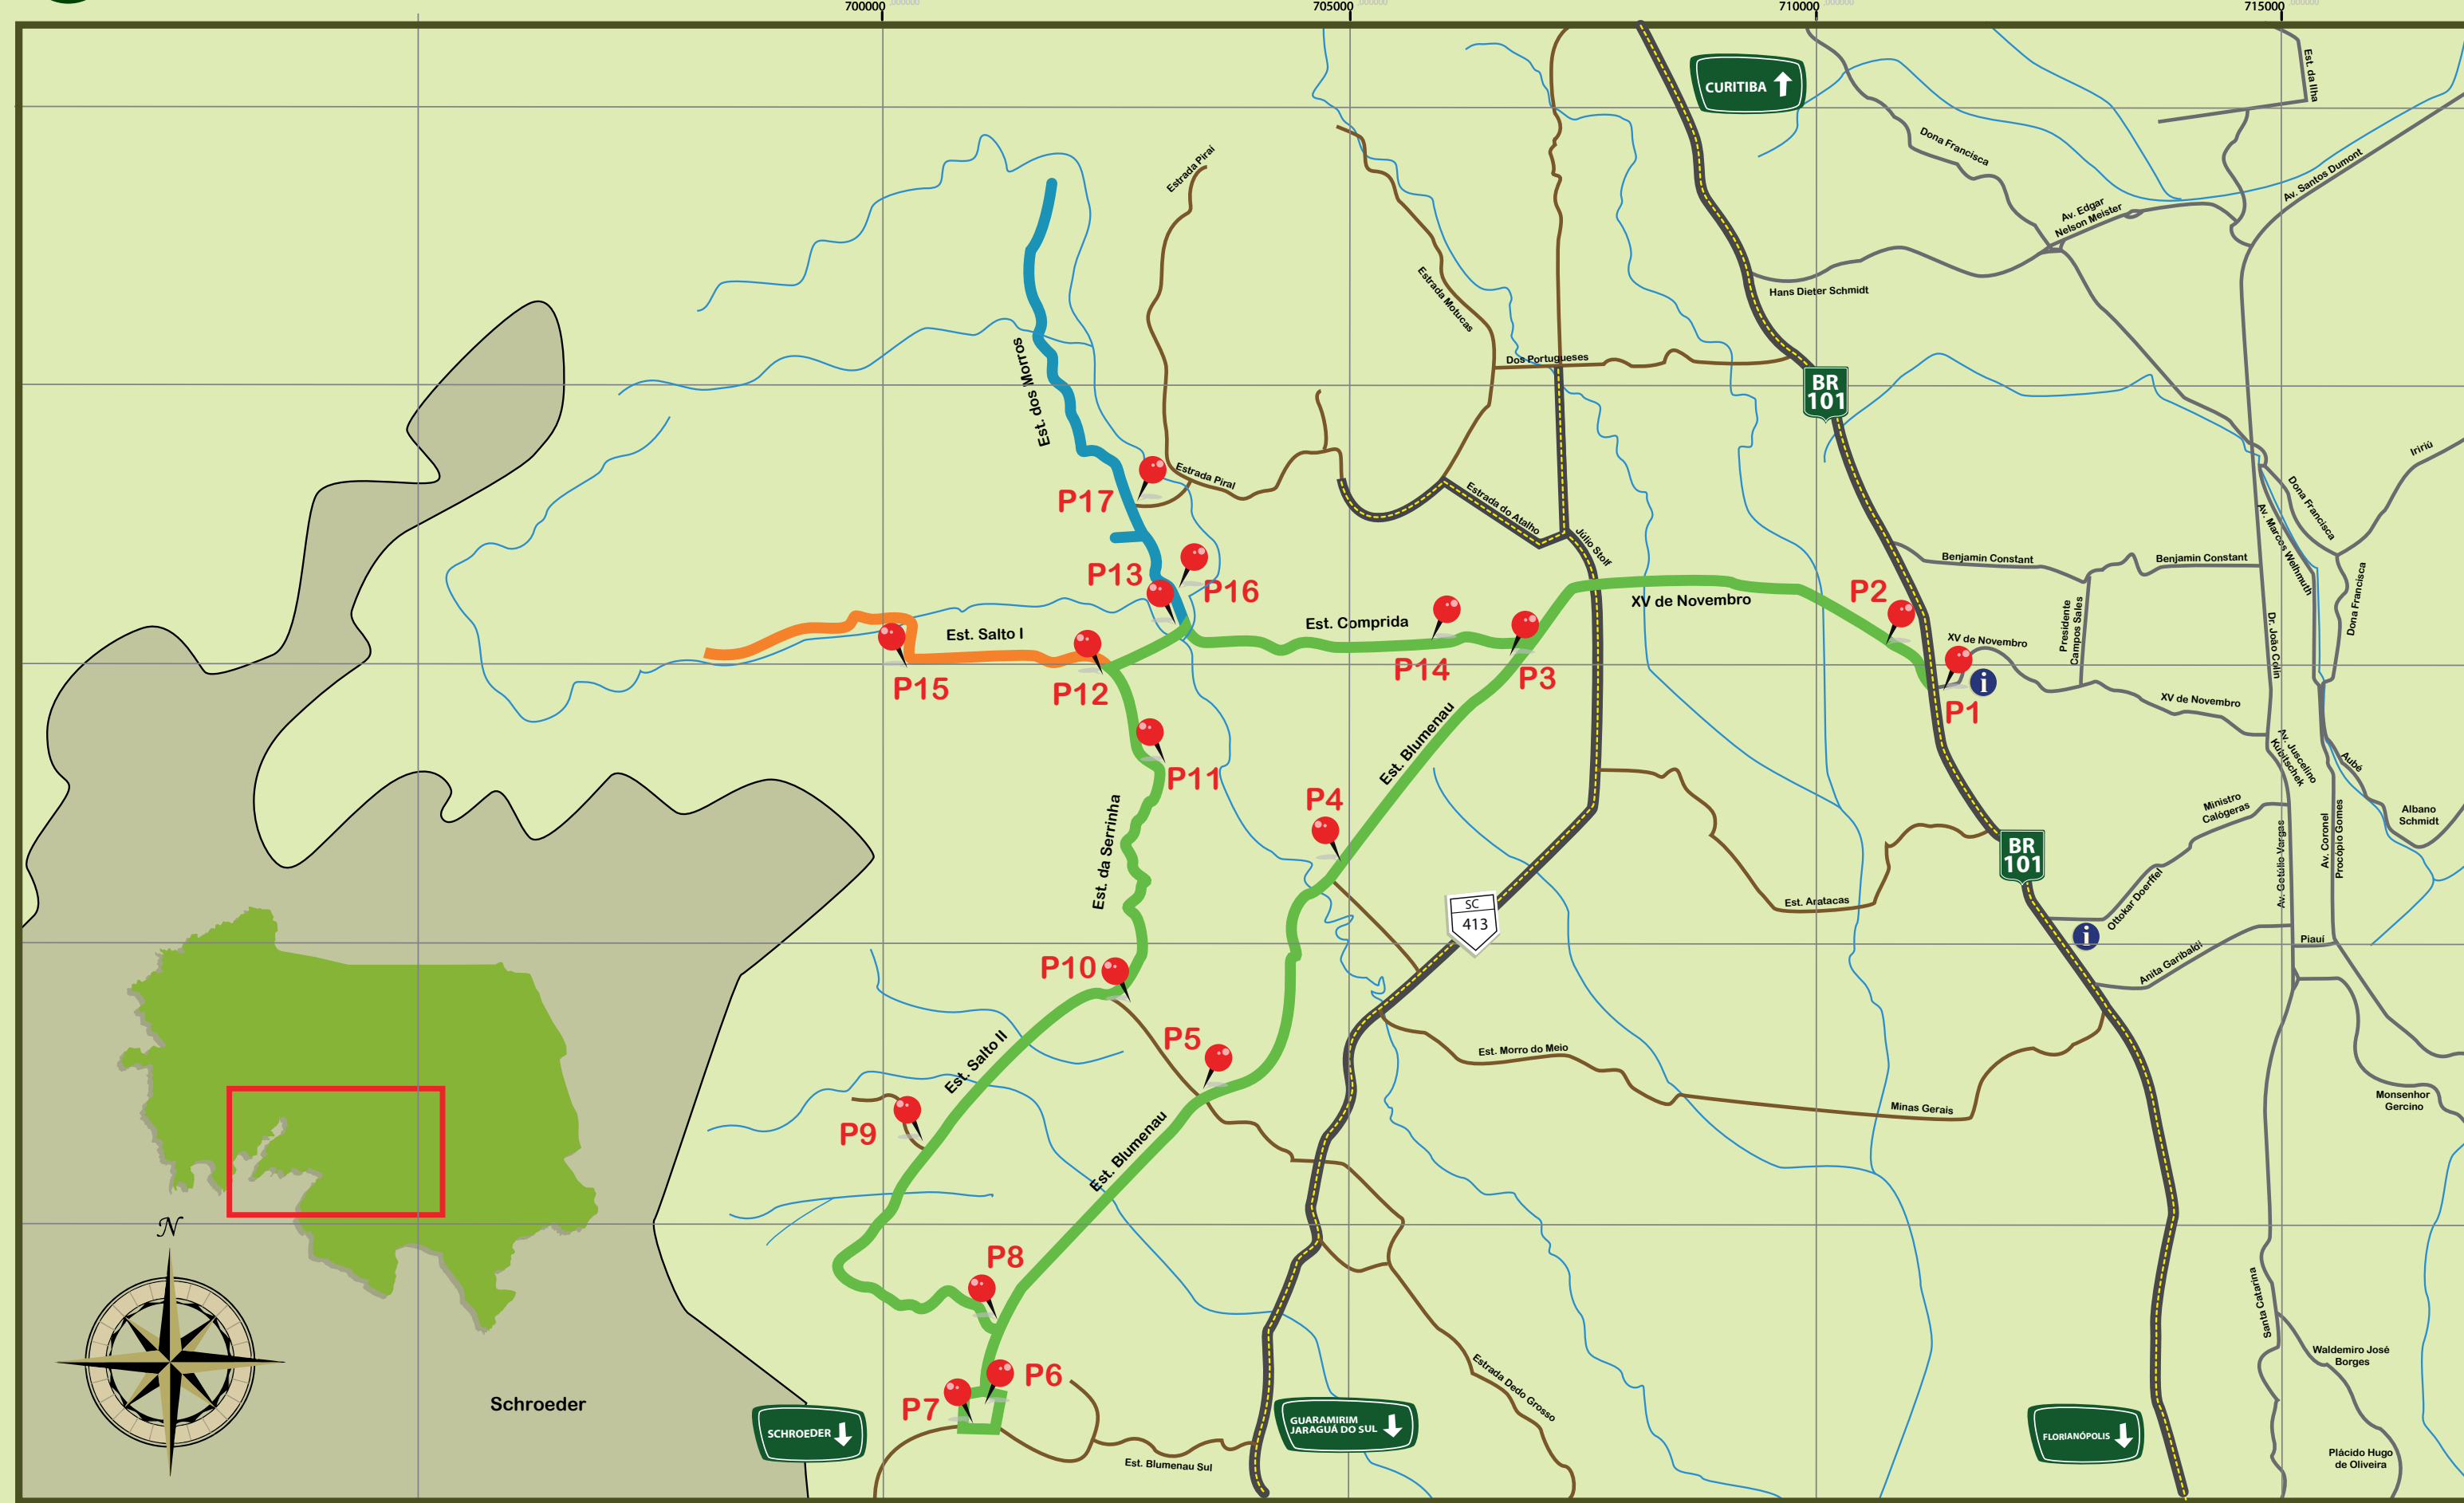 700000 .000000
705000 .000000
710000 .000000
715000 .000000
CURITIBA
Est. da Ilha
Dona Francisca
Av. Santos Dumont
Av. Edgar
Nelson Meister
Estrada Pirai
Hans Dieter Schmidt
Estrada Motucas
Dos Portugueses
Est. dos Morros
BR
101
Iririú
P17
Estrada Piral
Estrada do Atalho
Júlio Stolf
Dona Francisca
Av. Marcos Welhmuth
Benjamin Constant
Benjamin Constant
P13
P16
P2
XV de Novembro
Presidente
Campos Sales
Dona Francisca
Dr. João Colin
Est. Salto I
Est. Comprida
XV de Novembro
P14
P3
P15
P12
P1
i
XV de Novembro
Est. Blumenau
Av. Juscelino
Kubitschek
Aubé
P11
P4
Est. da Serrinha
Ministro
Calógeras
Av. Getúlio Vargas
Av. Coronel
Procópio Gomes
Albano
Schmidt
BR
101
SC
413
Est. Aratacas
Ottokar Doerffel
i
Piauí
Anita Garibaldi
P10
Est. Salto II
P5
Est. Morro do Meio
Minas Gerais
Monsenhor
Gercino
P9
Est. Blumenau
N
P8
Santa Catarina
P6
P7
Waldemiro José
Borges
Estrada Dedo Grosso
Schroeder
SCHROEDER
GUARAMIRIM
JARAGUÁ DO SUL
FLORIANÓPOLIS
Est. Blumenau Sul
Plácido Hugo
de Oliveira